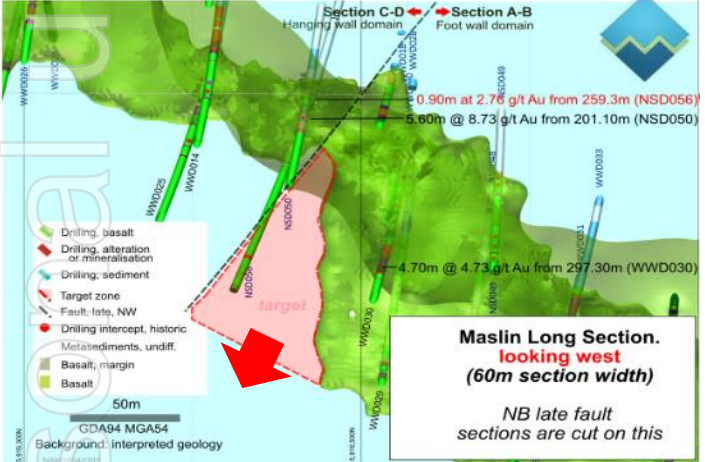 Section C-D
Section A-B
Hanging wall domain
Foot wall domain
0.90m at 2.76 g/t Au from 259.3m (NSD056)
5.60m @ 8.73 g/t Au from 201.10m (NSD050)
WWD026
WWD014
WWD025
NSD050
NSD056
WWD033
NSD049
4.70m @ 4.73 g/t Au from 297.30m (WWD030)
WWD030
WWD029
target
Drilling, basalt
Drilling, alteration
or mineralisation
Drilling, sediment
Target zone
Fault, late, NW
Drilling intercept, historic
Metasediments, undiff.
Basalt, margin
Basalt
50m
GDA94 MGA54
Background: interpreted geology
Maslin Long Section.
looking west
(60m section width)
NB late fault
sections are cut on this